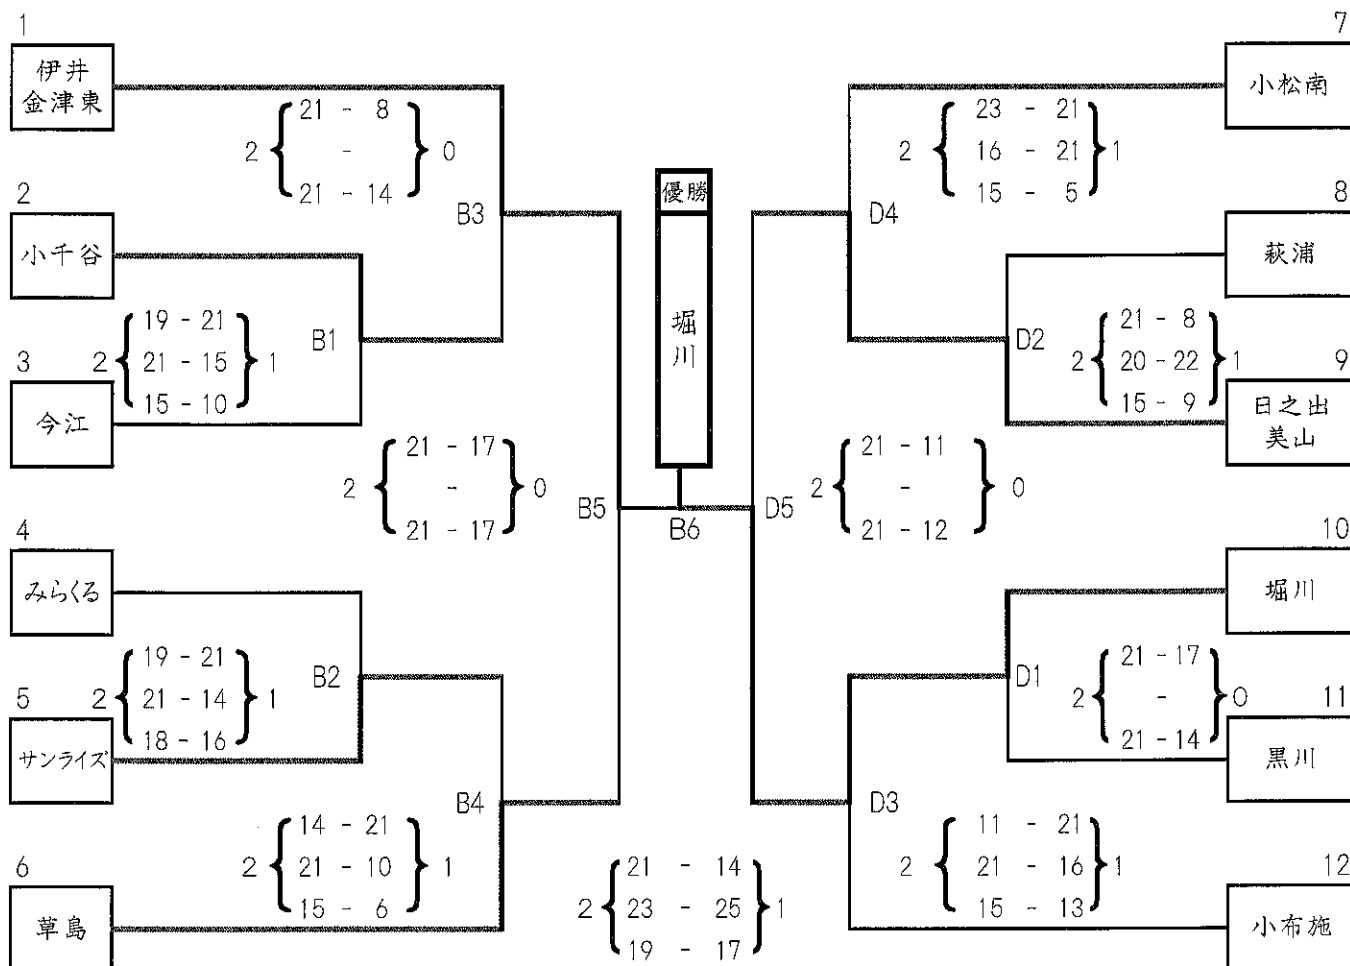 1
伊井
金津東
21 - 8
2 { - } 0
21 - 14
B3
2
小千谷
19 - 21
2 { 21 - 15 } 1
15 - 10
B1
3
今江
21 - 17
2 { - } 0
21 - 17
B5
4
みらくる
19 - 21
2 { 21 - 14 } 1
18 - 16
B2
5
サンライズ
B4
14 - 21
2 { 21 - 10 } 1
15 - 6
6
草島
優勝
堀川
B6
21 - 14
2 { 23 - 25 } 1
19 - 17
7
小松南
23 - 21
2 { 16 - 21 } 1
15 - 5
D4
8
萩浦
D2
21 - 8
2 { 20 - 22 } 1
15 - 9
9
日之出
美山
D5
21 - 11
2 { - } 0
21 - 12
10
堀川
D1
21 - 17
2 { - } 0
21 - 14
11
黒川
D3
11 - 21
2 { 21 - 16 } 1
15 - 13
12
小布施